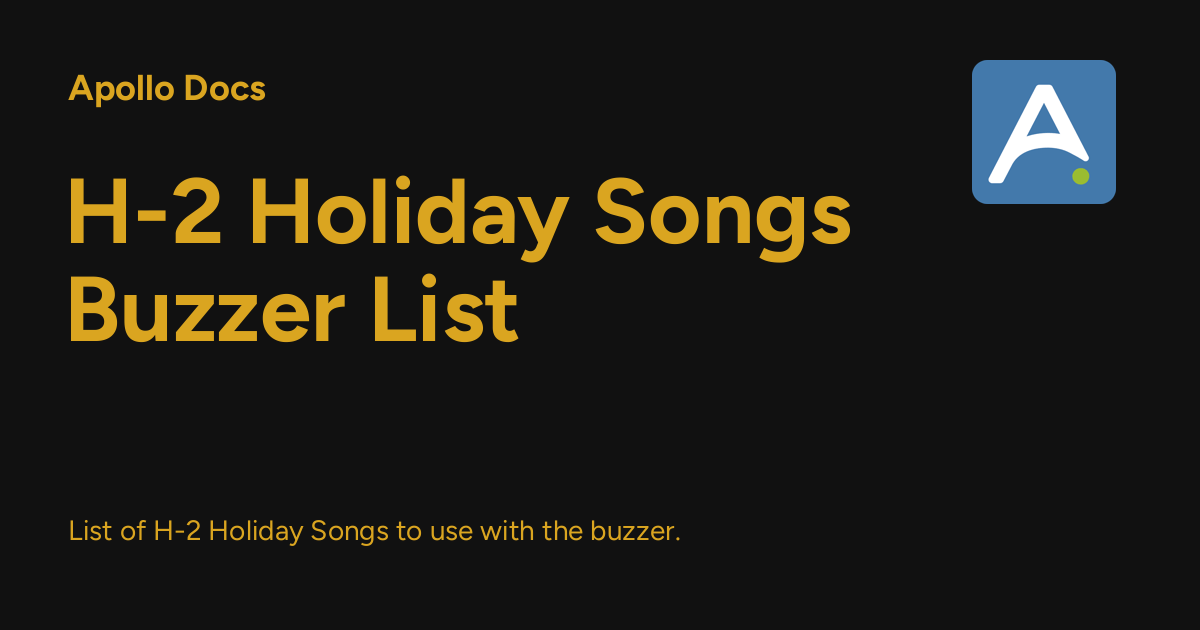 Apollo Docs
H-2 Holiday Songs
Buzzer List
List of H-2 Holiday Songs to use with the buzzer.